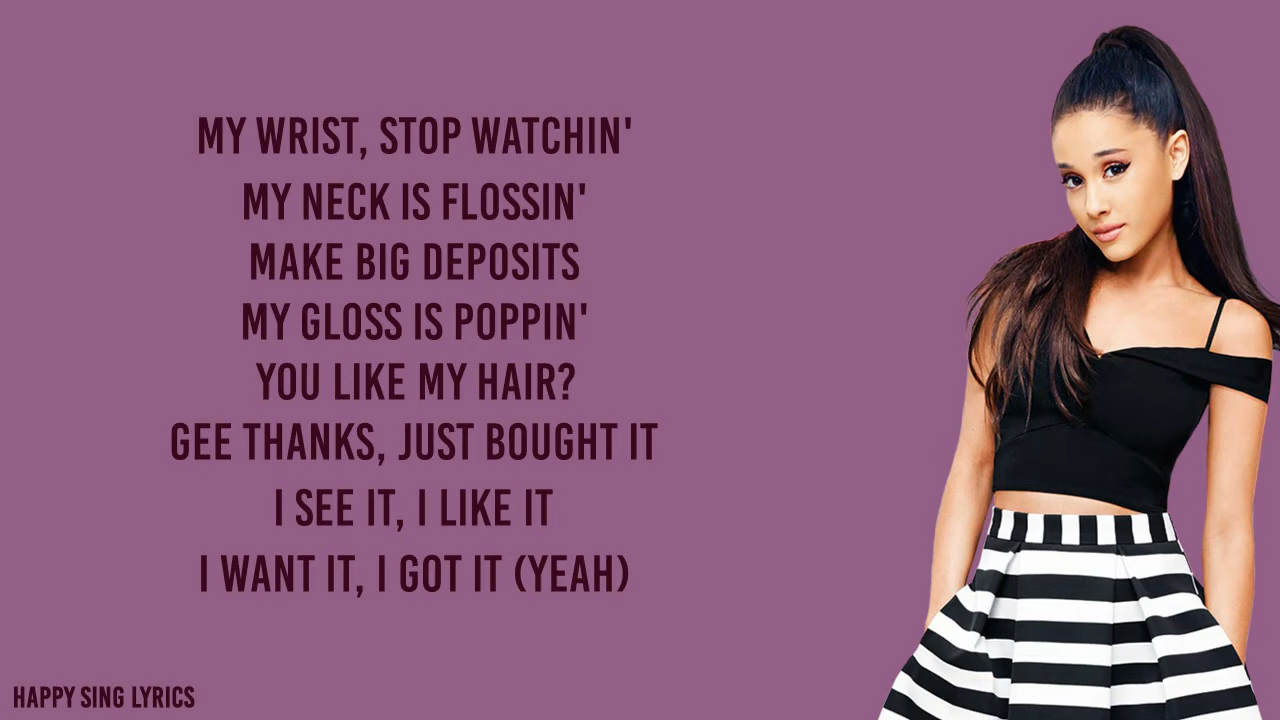 MY WRIST, STOP WATCHIN'
MY NECK IS FLOSSIN'
MAKE BIG DEPOSITS
MY GLOSS IS POPPIN'
YOU LIKE MY HAIR?
GEE THANKS, JUST BOUGHT IT
I SEE IT, I LIKE IT
I WANT IT, I GOT IT (YEAH)
HAPPY SING LYRICS